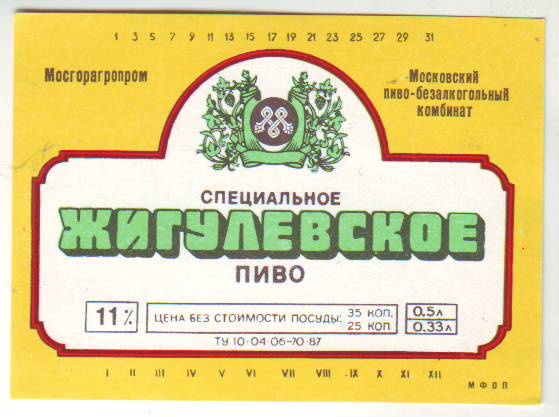 1 3 5 7 9 11 13 15 17 19 21 23 25 27 29 31
Мосгорагропром
Московский
пиво-безалкогольный
комбинат
СПЕЦИАЛЬНОЕ
ЖИГУЛЕВСКОЕ
ПИВО
11%
ЦЕНА БЕЗ СТОИМОСТИ ПОСУДЫ: 35 КОП. 0,5л
25 КОП 0.33л
ТУ 10·04·06-70·87
I II III IV V VI VII VIII IX X XI XII
МФОП